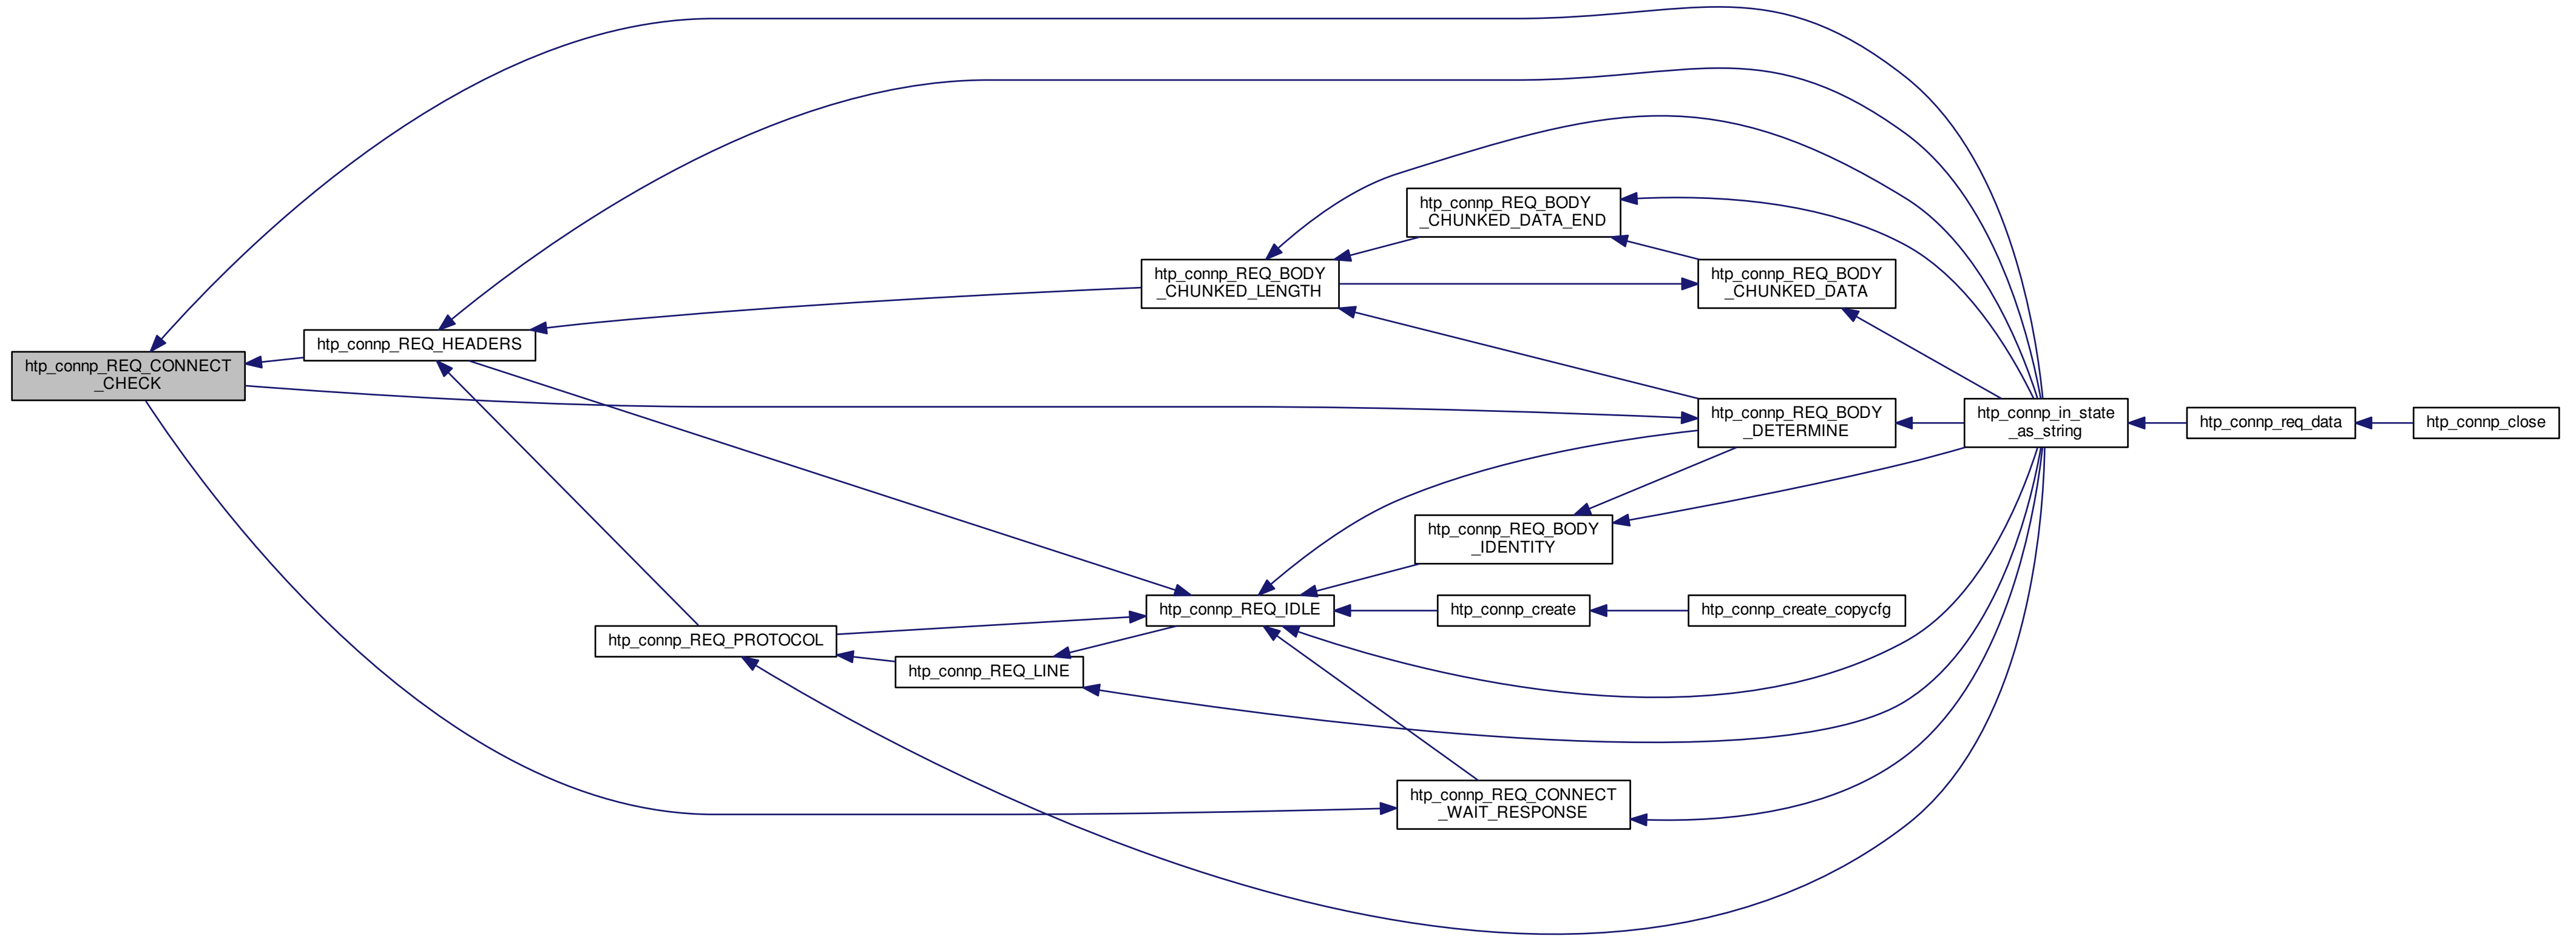 htp_connp_REQ_BODY
_CHUNKED_DATA_END
htp_connp_REQ_BODY
_CHUNKED_LENGTH
htp_connp_REQ_BODY
_CHUNKED_DATA
htp_connp_REQ_HEADERS
htp_connp_REQ_CONNECT
_CHECK
htp_connp_REQ_BODY
_DETERMINE
htp_connp_in_state
_as_string
htp_connp_req_data
htp_connp_close
htp_connp_REQ_BODY
_IDENTITY
htp_connp_REQ_IDLE
htp_connp_create
htp_connp_create_copycfg
htp_connp_REQ_PROTOCOL
htp_connp_REQ_LINE
htp_connp_REQ_CONNECT
_WAIT_RESPONSE